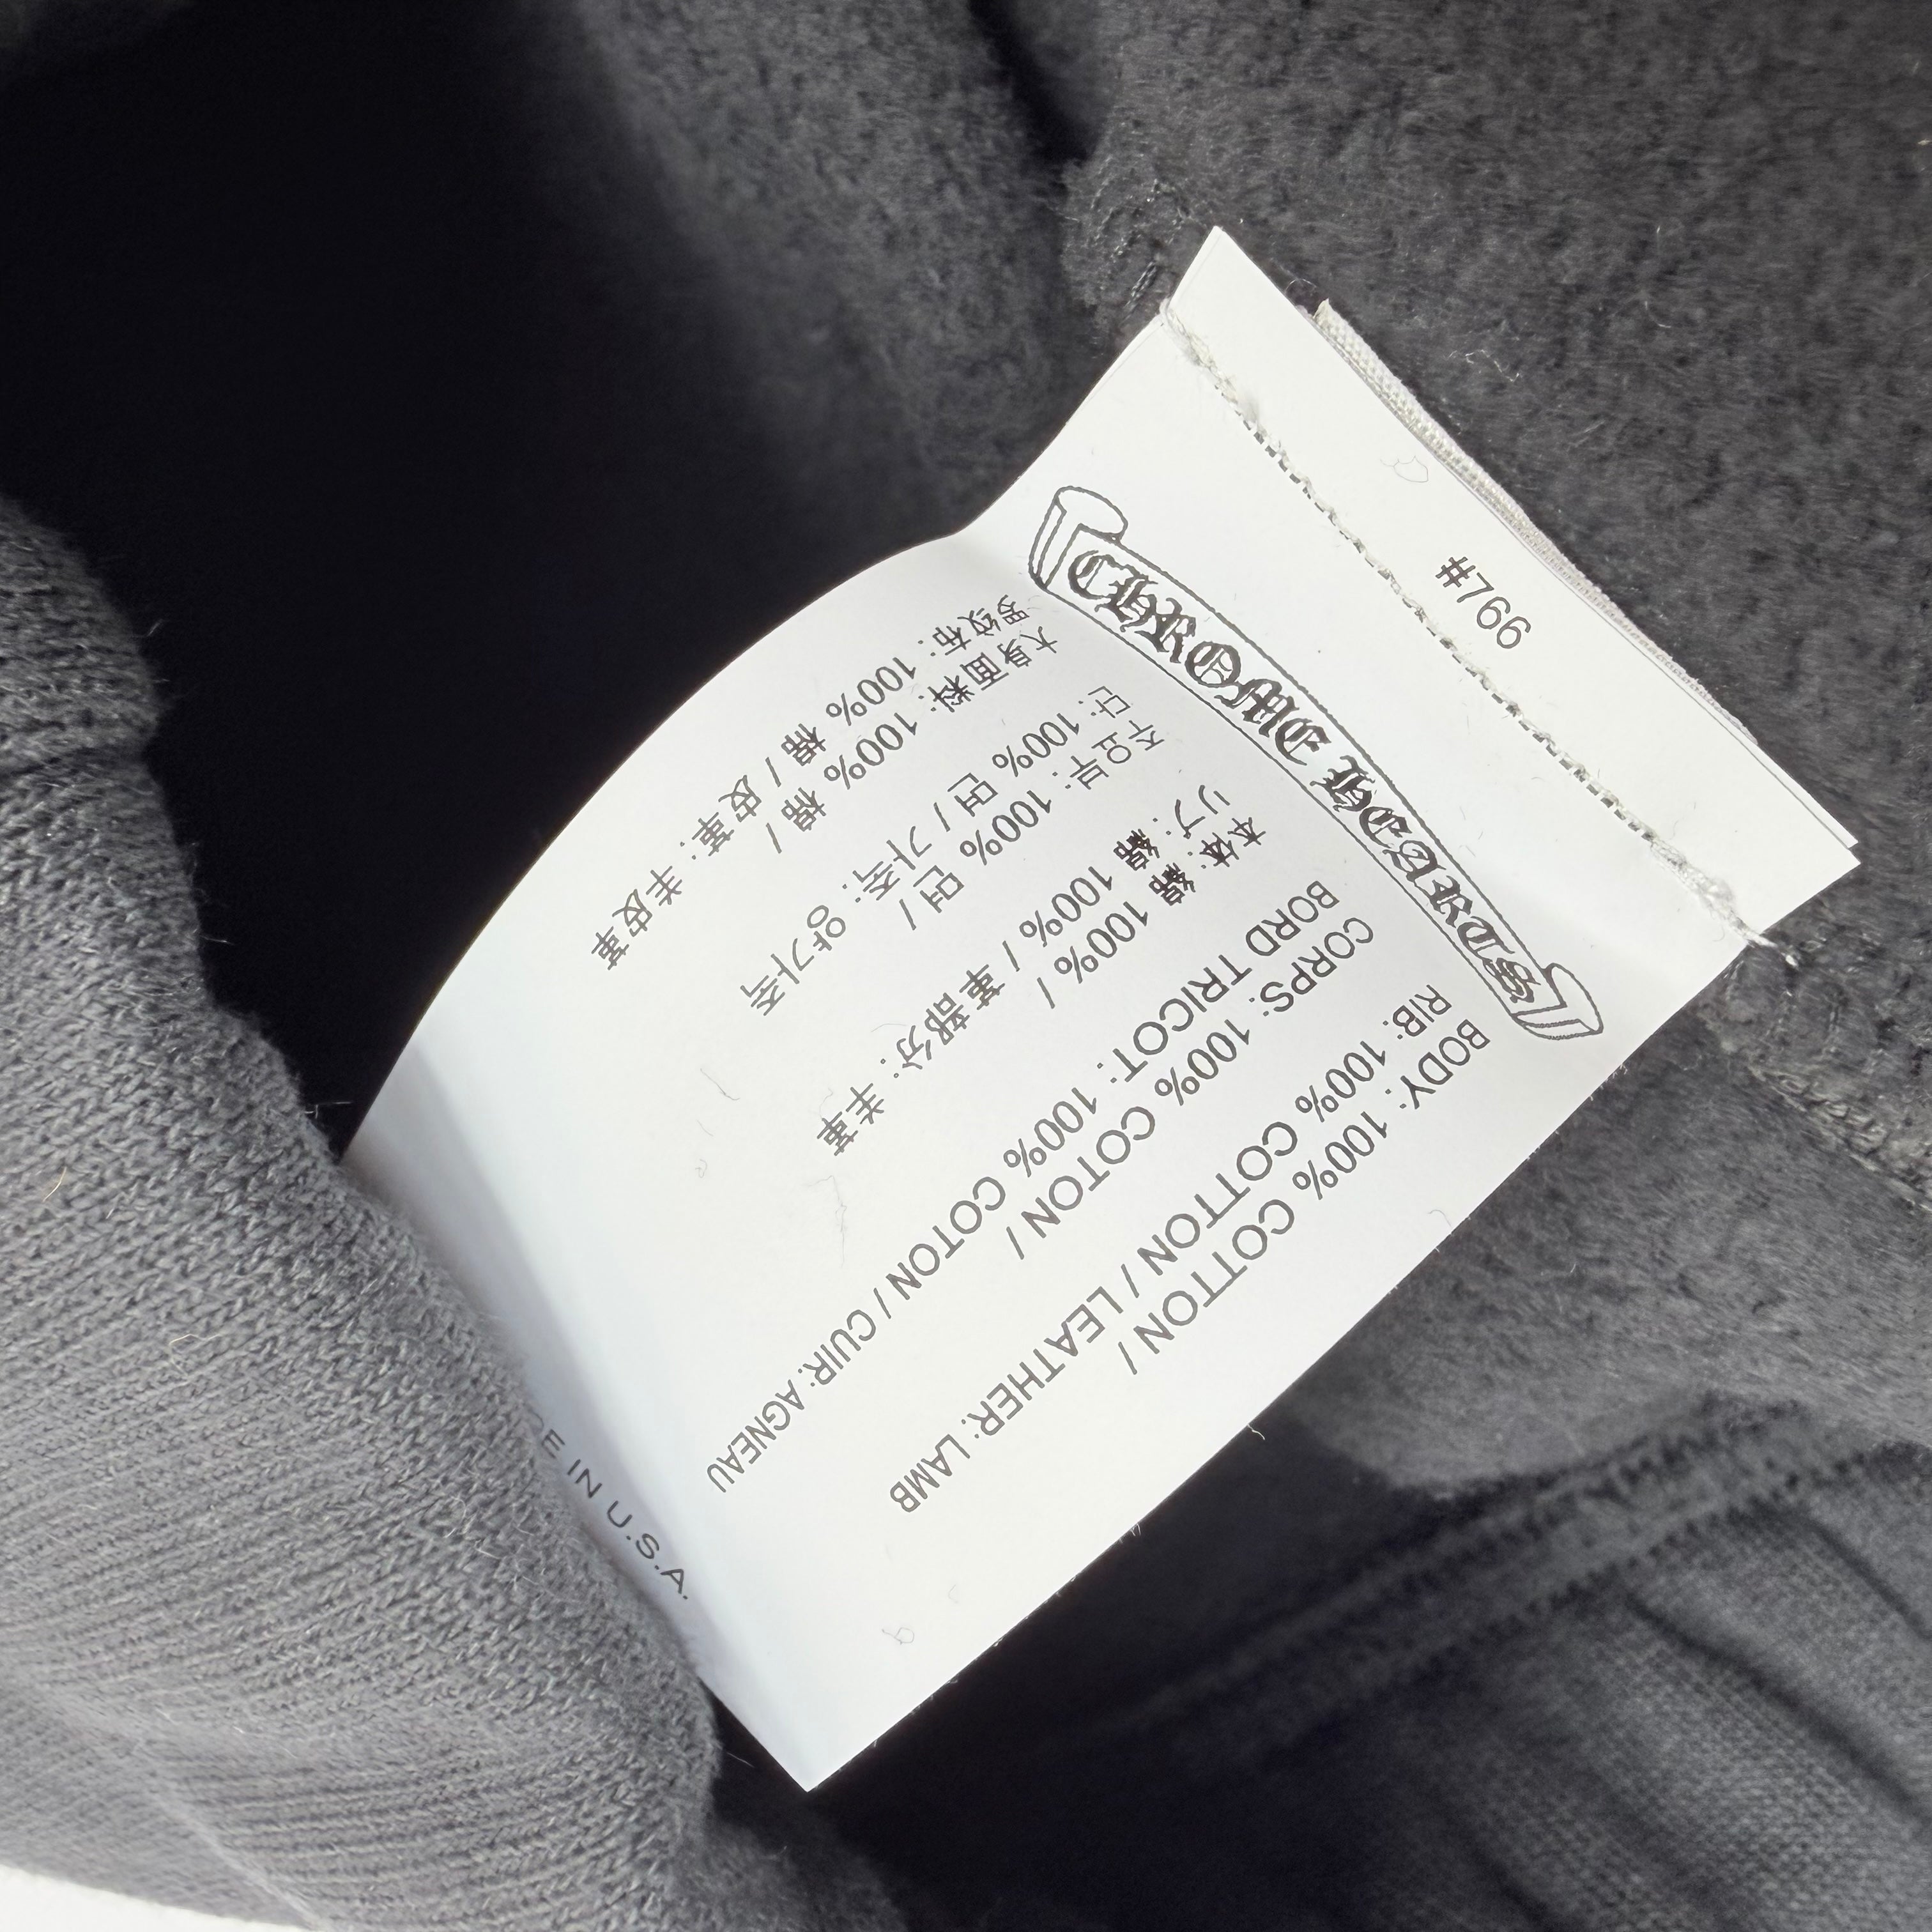 #766
CHROME HEARTS
BODY: 100% COTTON /
RIB: 100% COTTON / LEATHER: LAMB
CORPS: 100% COTON /
BORD TRICOT: 100% COTON / CUIR: AGNEAU
本体: 綿 100% /
リブ: 綿 100% / 革部分: 羊革
주요부: 100% 면 /
단: 100% 면 / 가죽: 양가죽
大身面料: 100% 棉 /
罗纹布: 100% 棉 / 皮革: 羊皮革
IN U.S.A.